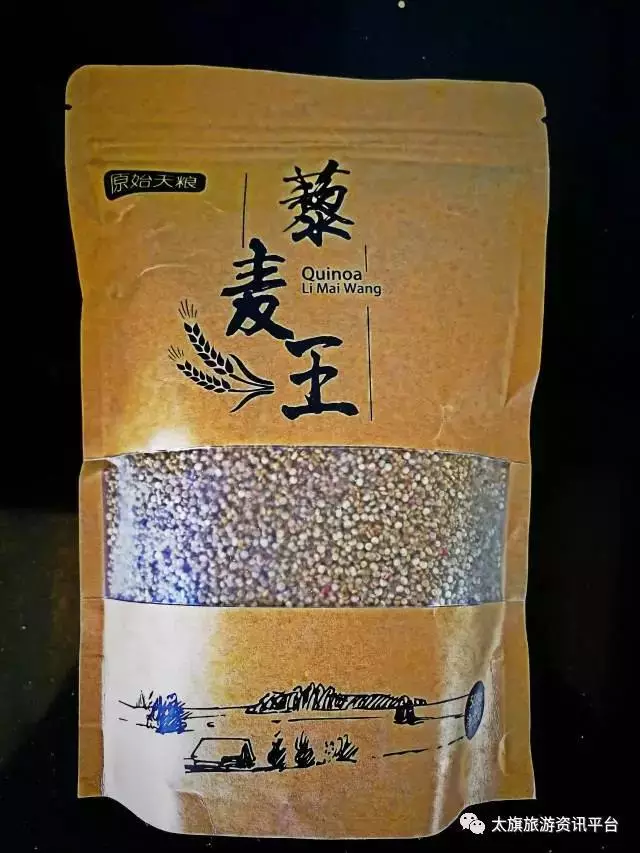 原始天粮
藜
麦
王
Quinoa
Li Mai Wang
太旗旅游资讯平台